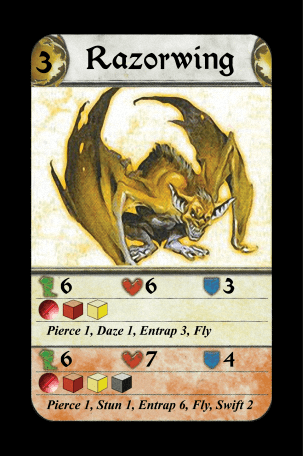 3 Razorwing
6 6 3
Pierce 1, Daze 1, Entrap 3, Fly
6 7 4
Pierce 1, Stun 1, Entrap 6, Fly, Swift 2